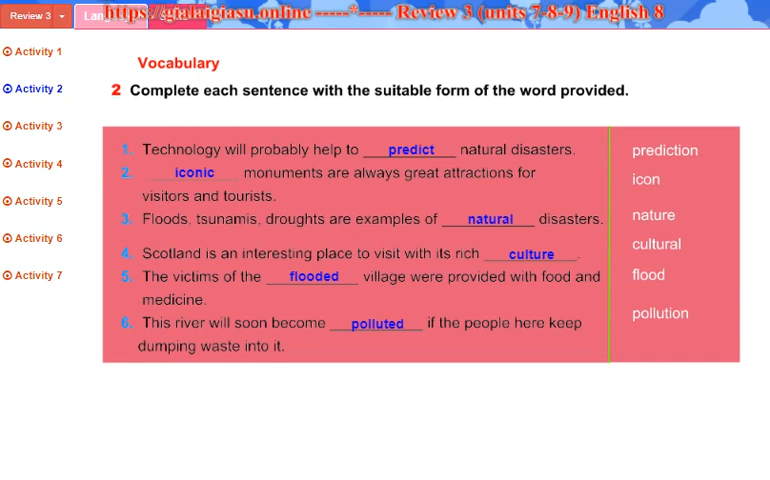 Review 3
https://giaitrigiasu.online -----*----- Review 3 (units 7-8-9) English 8
Activity 1
Activity 2
Activity 3
Activity 4
Activity 5
Activity 6
Activity 7
Vocabulary
2 Complete each sentence with the suitable form of the word provided.
1. Technology will probably help to predict natural disasters.
2. iconic monuments are always great attractions for
visitors and tourists.
3. Floods, tsunamis, droughts are examples of natural disasters.
4. Scotland is an interesting place to visit with its rich culture.
5. The victims of the flooded village were provided with food and
medicine.
6. This river will soon become polluted if the people here keep
dumping waste into it.
prediction
icon
nature
cultural
flood
pollution